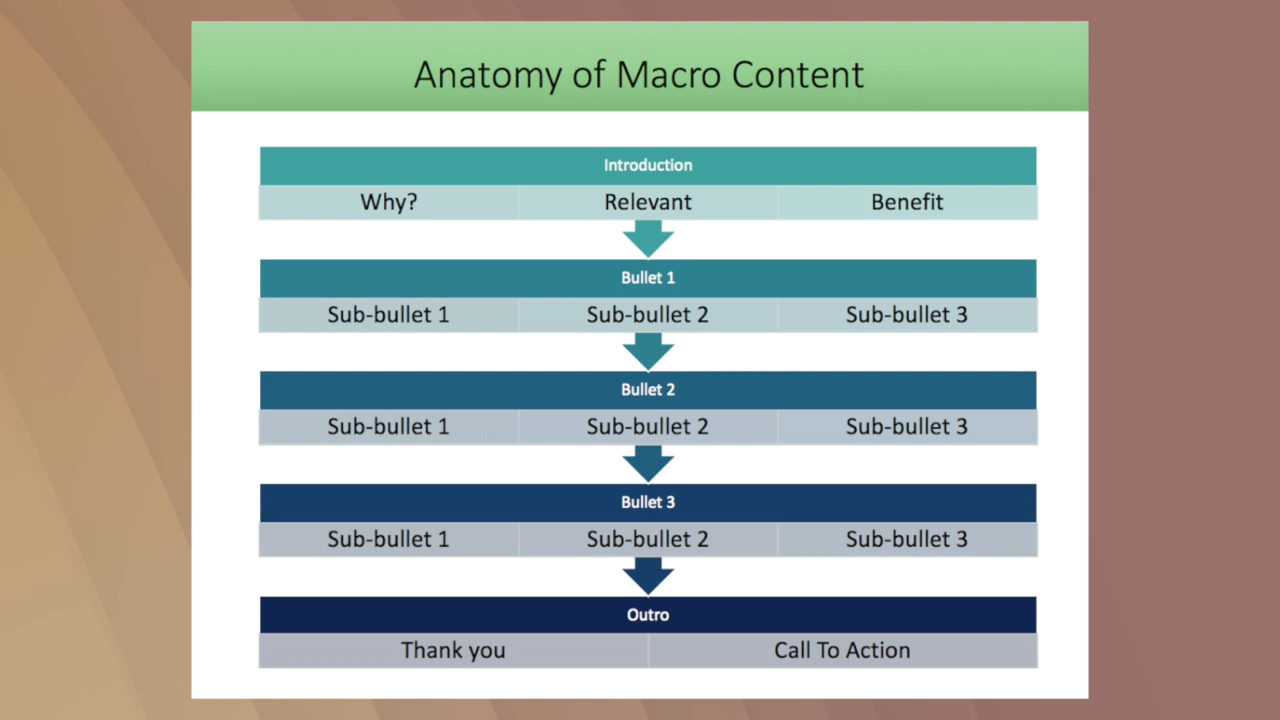 Anatomy of Macro Content
Introduction
Why? Relevant Benefit
Bullet 1
Sub-bullet 1 Sub-bullet 2 Sub-bullet 3
Bullet 2
Sub-bullet 1 Sub-bullet 2 Sub-bullet 3
Bullet 3
Sub-bullet 1 Sub-bullet 2 Sub-bullet 3
Outro
Thank you Call To Action